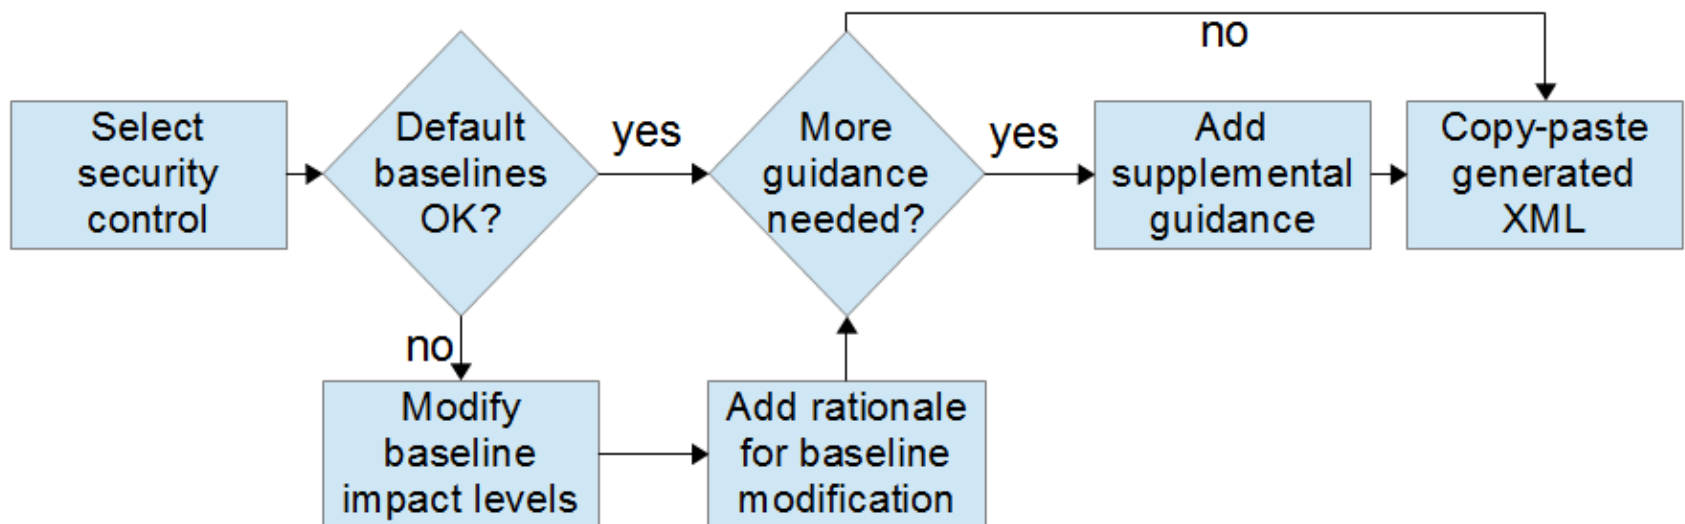 Select
security
control
Default
baselines
OK?
yes
More
guidance
needed?
no
yes
Add
supplemental
guidance
Copy-paste
generated
XML
no
Modify
baseline
impact levels
Add rationale
for baseline
modification